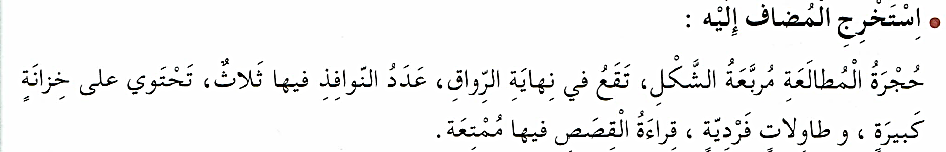 • اِسْتَخْرِجِ الْمُضافَ إِلَيْه :
حُجْرَةُ الْمُطالَعَةِ مُربَّعَةُ الشَّكْلِ، تَقَعُ في نِهايَةِ الرِّواقِ، عَدَدُ النّوافِذِ فيها ثَلاثٌ، تَحْتَوي على خِزانَةٍ
كَبيرَةٍ ، و طاوِلاتٍ فَرْدِيّةٍ ، قِراءَةُ الْقِصَصِ فيها مُمْتِعَة.